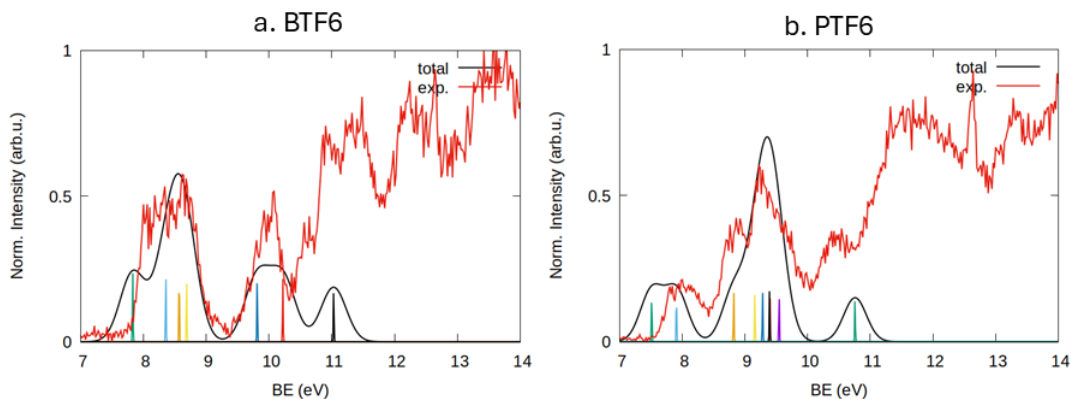 a. BTF6
1
0.5
0
Norm. Intensity (arb.u.)
total
exp.
7 8 9 10 11 12 13 14
BE (eV)
b. PTF6
1
0.5
0
Norm. Intensity (arb.u.)
total
exp.
7 8 9 10 11 12 13 14
BE (eV)